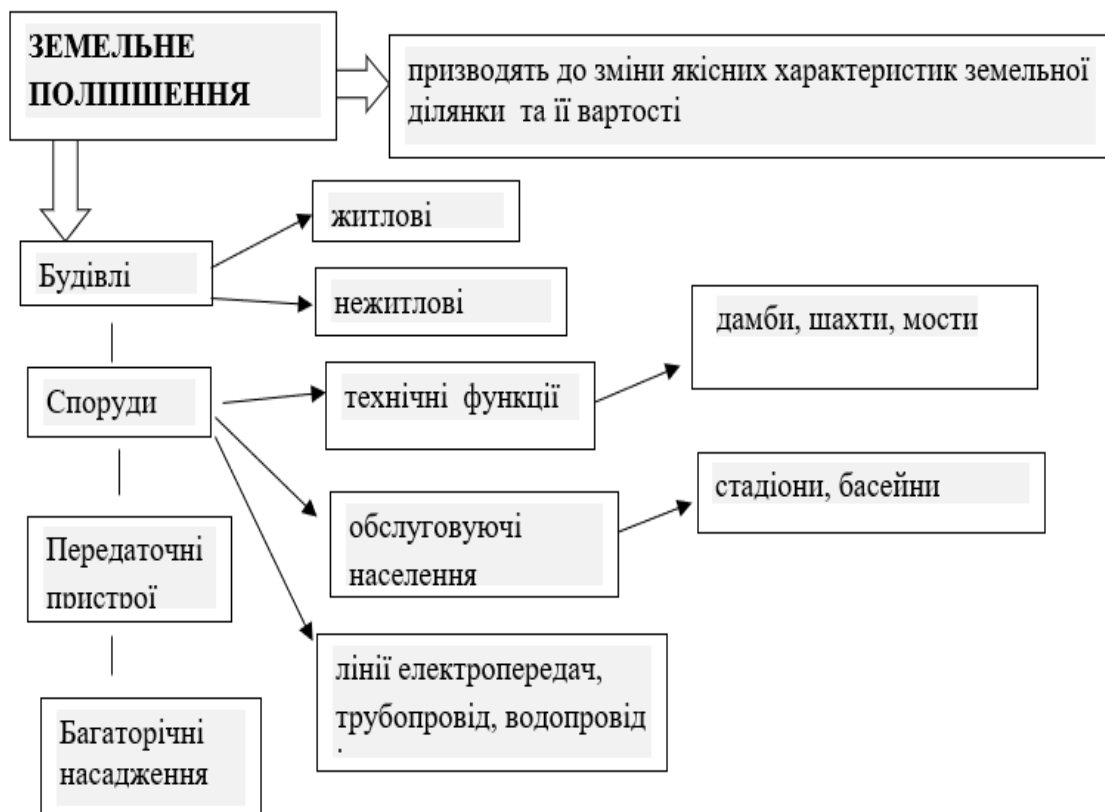 ЗЕМЕЛЬНЕ
ПОЛІПШЕННЯ
призводять до зміни якісних характеристик земельної
ділянки та її вартості
житлові
Будівлі
нежитлові
дамби, шахти, мости
Споруди
технічні функції
стадіони, басейни
обслуговуючі
населення
Передаточні
пристрої
лінії електропередач,
трубопровід, водопровід
Багаторічні
насадження